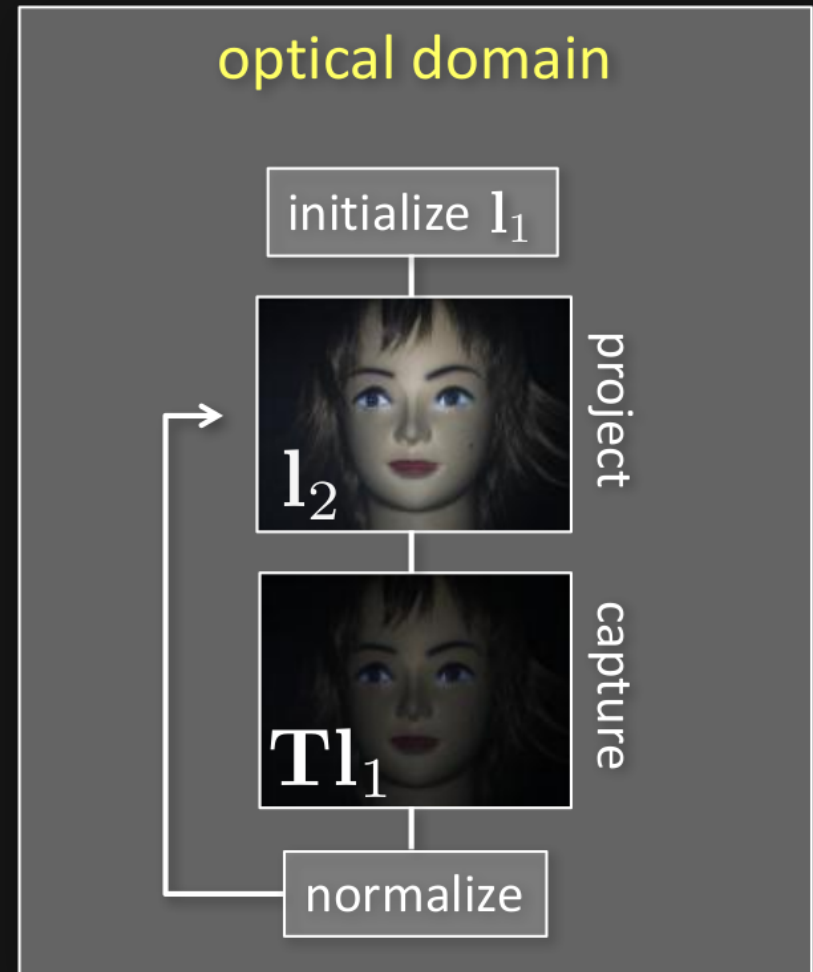 optical domain
initialize l₁
project
l₂
capture
Tl₁
normalize